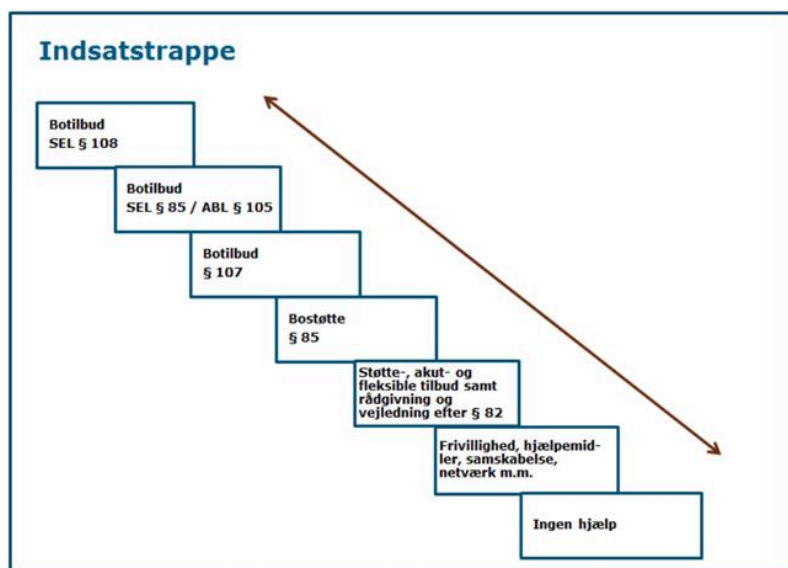 Indsatstrappe
Botilbud
SEL § 108
Botilbud
SEL § 85 / ABL § 105
Botilbud
§ 107
Bostøtte
§ 85
Støtte-, akut- og
fleksible tilbud samt
rådgivning og
vejledning efter § 82
Frivillighed, hjælpemid-
ler, samskabelse,
netværk m.m.
Ingen hjælp